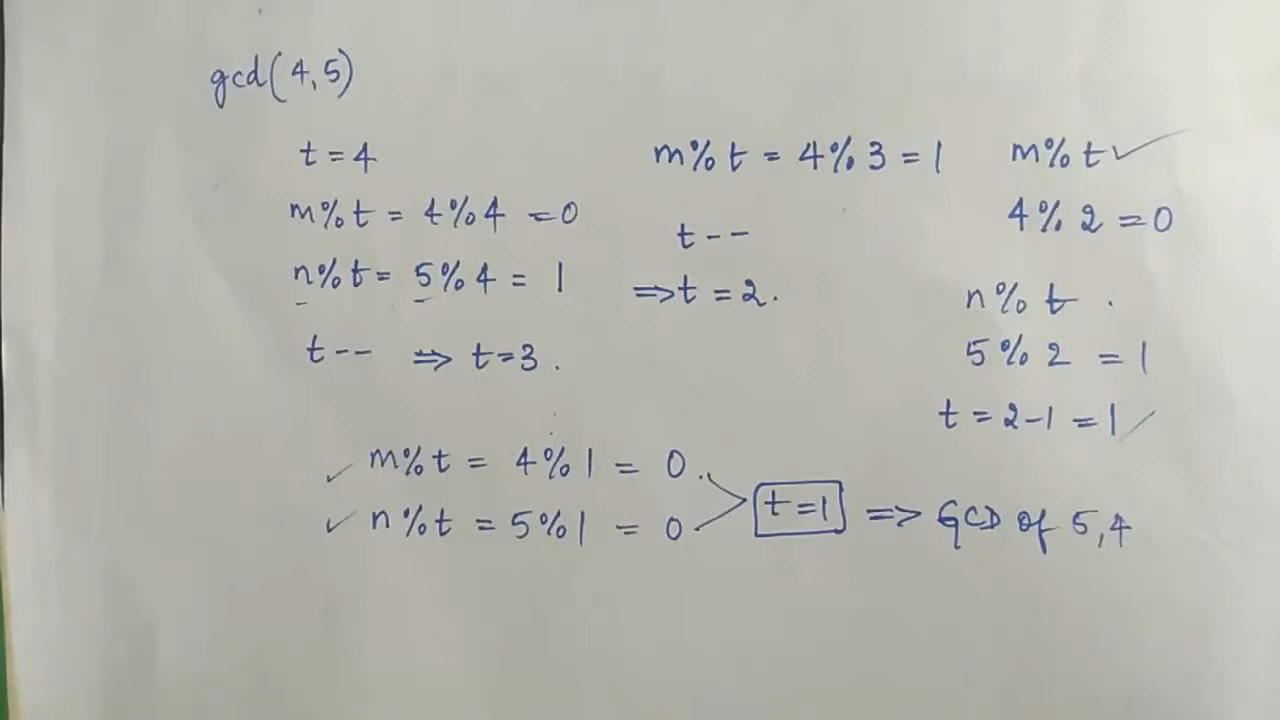 gcd(4,5)
t = 4
m%t = 4%4 = 0
n%t = 5%4 = 1
t-- ⇒ t=3.
m%t = 4%3 = 1
t--
⇒t = 2.
m%t ✓
4%2 = 0
n%t .
5%2 = 1
t = 2-1 = 1 ✓
✓ m%t = 4%1 = 0.
✓ n%t = 5%1 = 0
t=1 => GCD of 5,4